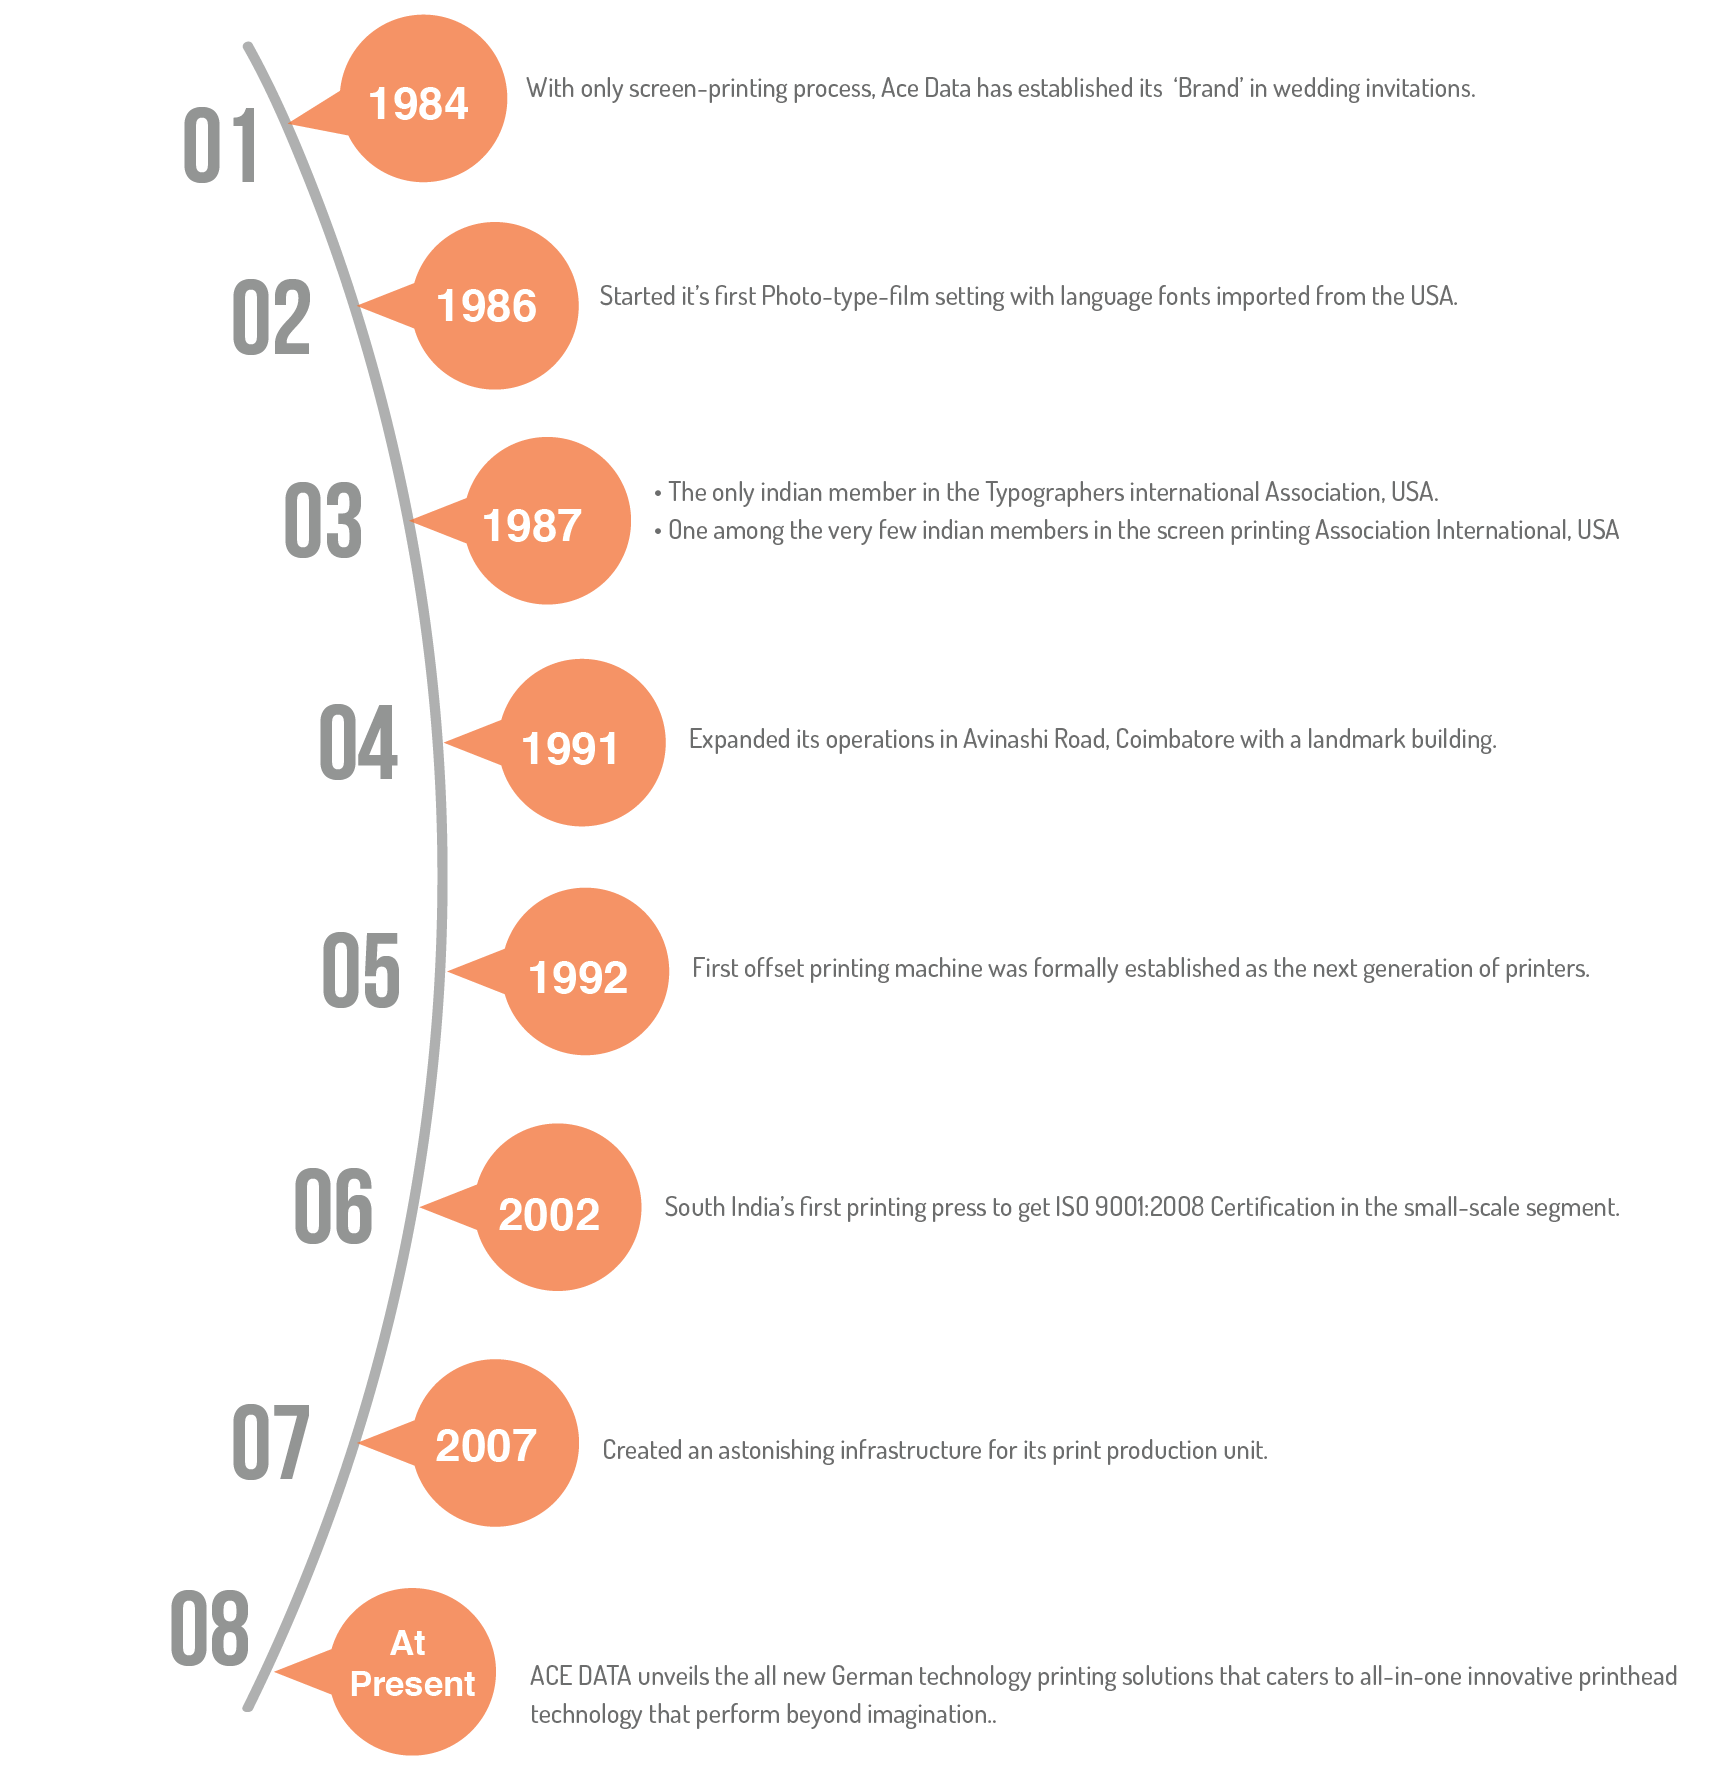 01
1984
With only screen-printing process, Ace Data has established its ‘Brand’ in wedding invitations.
02
1986
Started it’s first Photo-type-film setting with language fonts imported from the USA.
03
1987
• The only indian member in the Typographers international Association, USA.
• One among the very few indian members in the screen printing Association International, USA
04
1991
Expanded its operations in Avinashi Road, Coimbatore with a landmark building.
05
1992
First offset printing machine was formally established as the next generation of printers.
06
2002
South India’s first printing press to get ISO 9001:2008 Certification in the small-scale segment.
07
2007
Created an astonishing infrastructure for its print production unit.
08
At
Present
ACE DATA unveils the all new German technology printing solutions that caters to all-in-one innovative printhead
technology that perform beyond imagination..